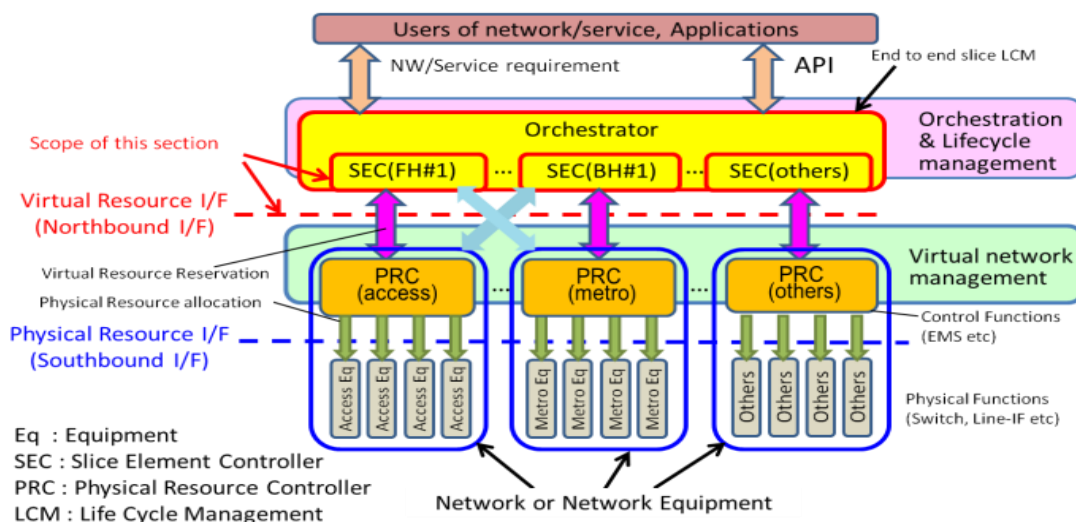 Users of network/service, Applications
NW/Service requirement
API
End to end slice LCM
Orchestrator
Orchestration
& Lifecycle
management
Scope of this section
SEC(FH#1)
...
SEC(BH#1)
...
SEC(others)
Virtual Resource I/F
(Northbound I/F)
Virtual network
management
Virtual Resource Reservation
PRC
(access)
...
PRC
(metro)
...
PRC
(others)
Physical Resource allocation
Control Functions
(EMS etc)
Physical Resource I/F
(Southbound I/F)
Access Eq
Access Eq
Access Eq
Access Eq
Metro Eq
Metro Eq
Metro Eq
Metro Eq
Others
Others
Others
Others
Physical Functions
(Switch, Line-IF etc)
Eq : Equipment
SEC : Slice Element Controller
PRC : Physical Resource Controller
LCM : Life Cycle Management
Network or Network Equipment